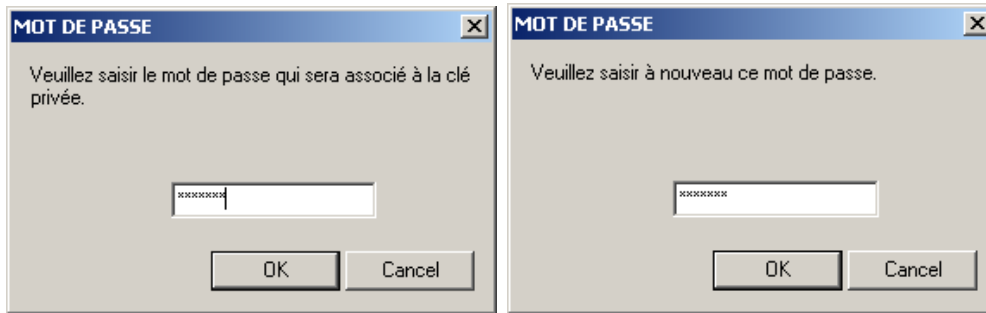 MOT DE PASSE
Veuillez saisir le mot de passe qui sera associé à la clé
privée.
*******
OK Cancel
MOT DE PASSE
Veuillez saisir à nouveau ce mot de passe.
*******
OK Cancel